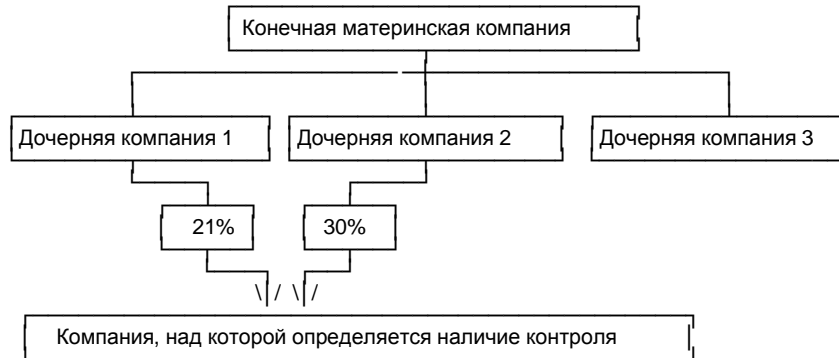 Конечная материнская компания
Дочерняя компания 1
Дочерняя компания 2
Дочерняя компания 3
21%
30%
Компания, над которой определяется наличие контроля